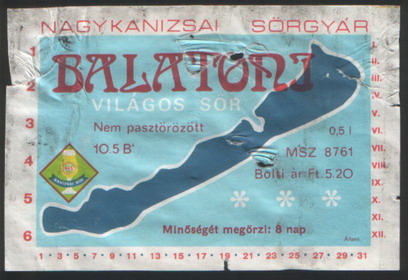 NAGYKANIZSAI SÖRGYÁR
BALATONI
VILÁGOS SÖR
Nem pasztörözött
10.5 B°
0,5 l
MSZ 8761
Bolti ár Ft. 5.20
KANIZSAI SÖR
Minőségét megőrzi: 8 nap
1
2
3
4
5
6
I.
II.
III.
IV.
V.
VI.
VII.
VIII.
IX.
X.
XI.
XII.
1 • 3 • 5 • 7 • 9 • 11 • 13 • 15 • 17 • 19 • 21 • 23 • 25 • 27 • 29 • 31